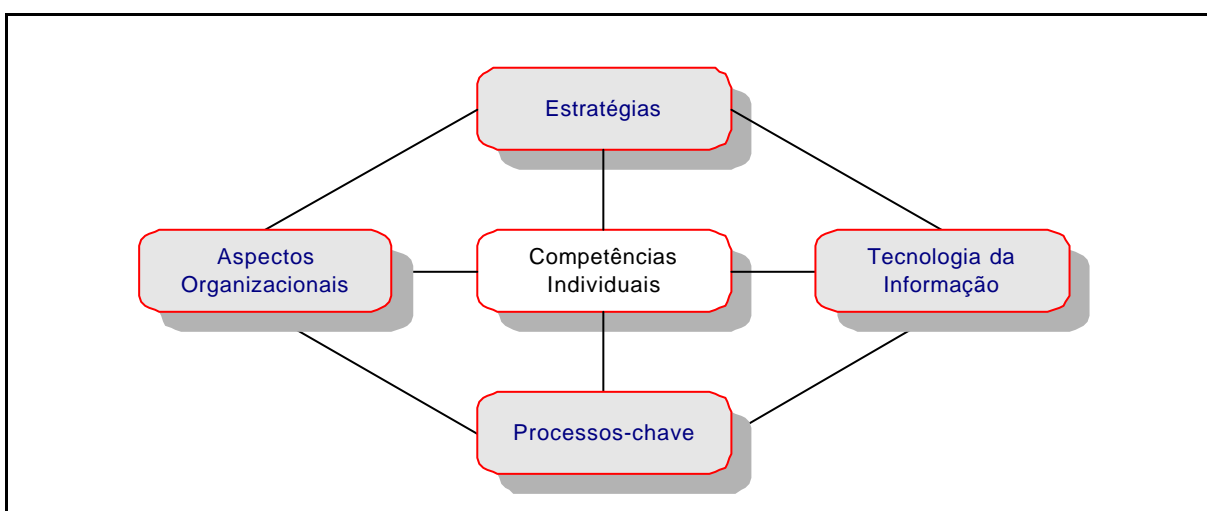 Estratégias
Aspectos
Organizacionais
Competências
Individuais
Tecnologia da
Informação
Processos-chave